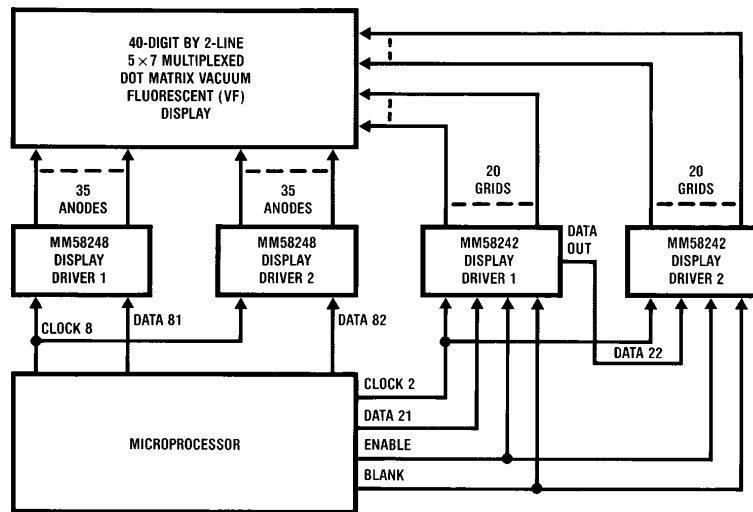 40-DIGIT BY 2-LINE
5 × 7 MULTIPLEXED
DOT MATRIX VACUUM
FLUORESCENT (VF)
DISPLAY
35
ANODES
35
ANODES
20
GRIDS
20
GRIDS
MM58248
DISPLAY
DRIVER 1
MM58248
DISPLAY
DRIVER 2
MM58242
DISPLAY
DRIVER 1
DATA
OUT
MM58242
DISPLAY
DRIVER 2
CLOCK 8
DATA 81
DATA 82
DATA 22
MICROPROCESSOR
CLOCK 2
DATA 21
ENABLE
BLANK